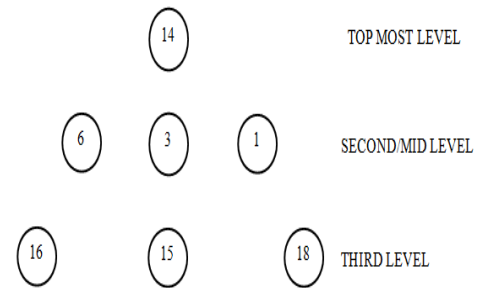 14 TOP MOST LEVEL
6 3 1 SECOND/MID LEVEL
16 15 18 THIRD LEVEL